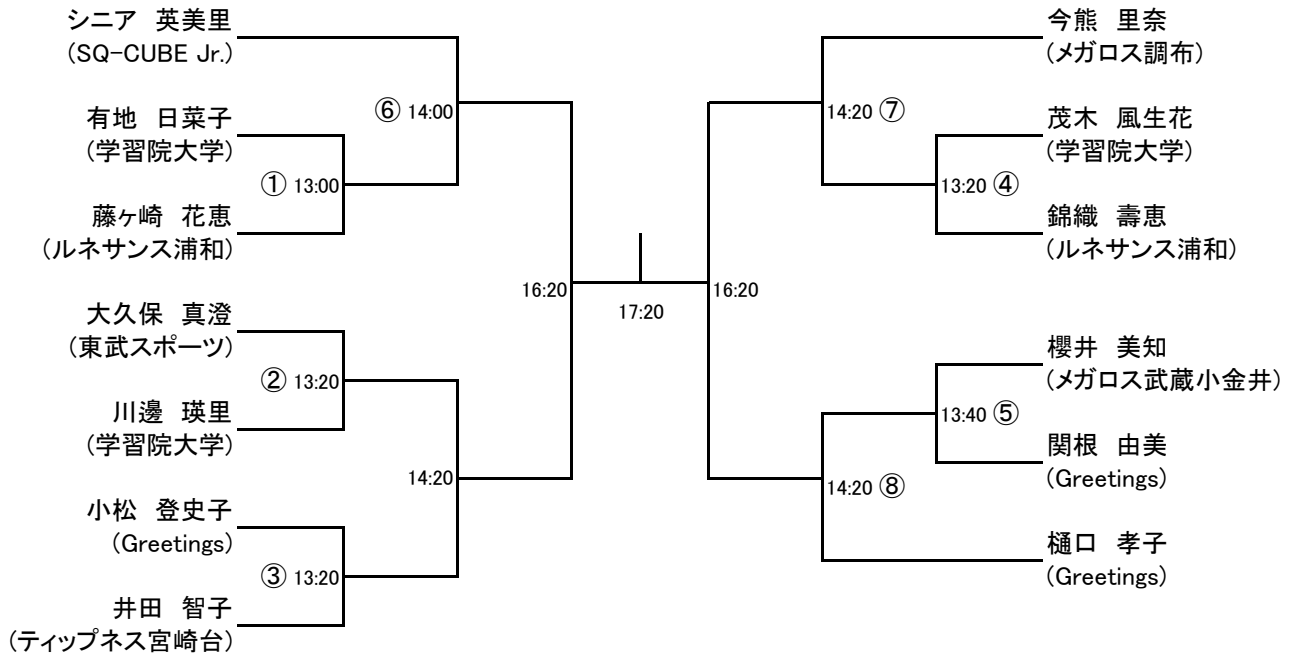 シニア　英美里
(SQ-CUBE Jr.)
有地　日菜子
(学習院大学)
藤ヶ崎　花恵
(ルネサンス浦和)
大久保　真澄
(東武スポーツ)
川邊　瑛里
(学習院大学)
小松　登史子
(Greetings)
井田　智子
(ティップネス宮崎台)
⑥ 14:00
① 13:00
② 13:20
③ 13:20
14:20
16:20
17:20
16:20
14:20 ⑦
13:20 ④
13:40 ⑤
14:20 ⑧
今熊　里奈
(メガロス調布)
茂木　風生花
(学習院大学)
錦織　壽恵
(ルネサンス浦和)
櫻井　美知
(メガロス武蔵小金井)
関根　由美
(Greetings)
樋口　孝子
(Greetings)